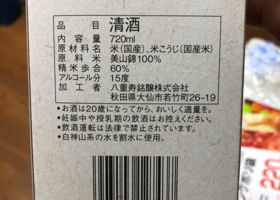 品目 清酒
内容量 720ml
原材料名 米(国産)、米こうじ(国産米)
原料米 美山錦100%
精米歩合 60%
アルコール分 15度
加工者 八重寿銘醸株式会社
秋田県大仙市若竹町26-19
•お酒は20歳になってから、おいしく適量を。
•妊娠中や授乳期の飲酒はお控えください。
•飲酒運転は法律で禁止されています。
•白神山系の水を割水に使用。